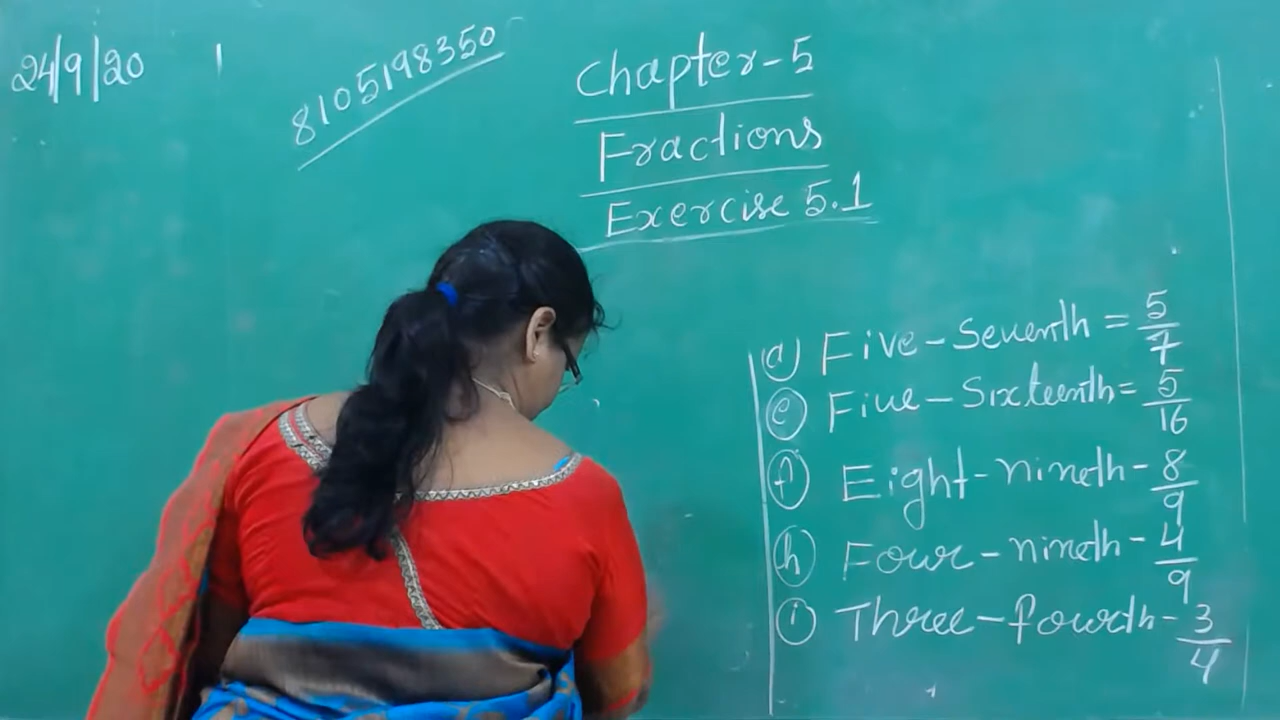 24/9/20
8105198350
Chapter-5
Fractions
Exercise 5.1
(d) Five-Seventh = 5/7
(e) Five-Sixteenth = 5/16
(f) Eight-nineth - 8/9
(h) Four-nineth - 4/9
(i) Three-fourth - 3/4